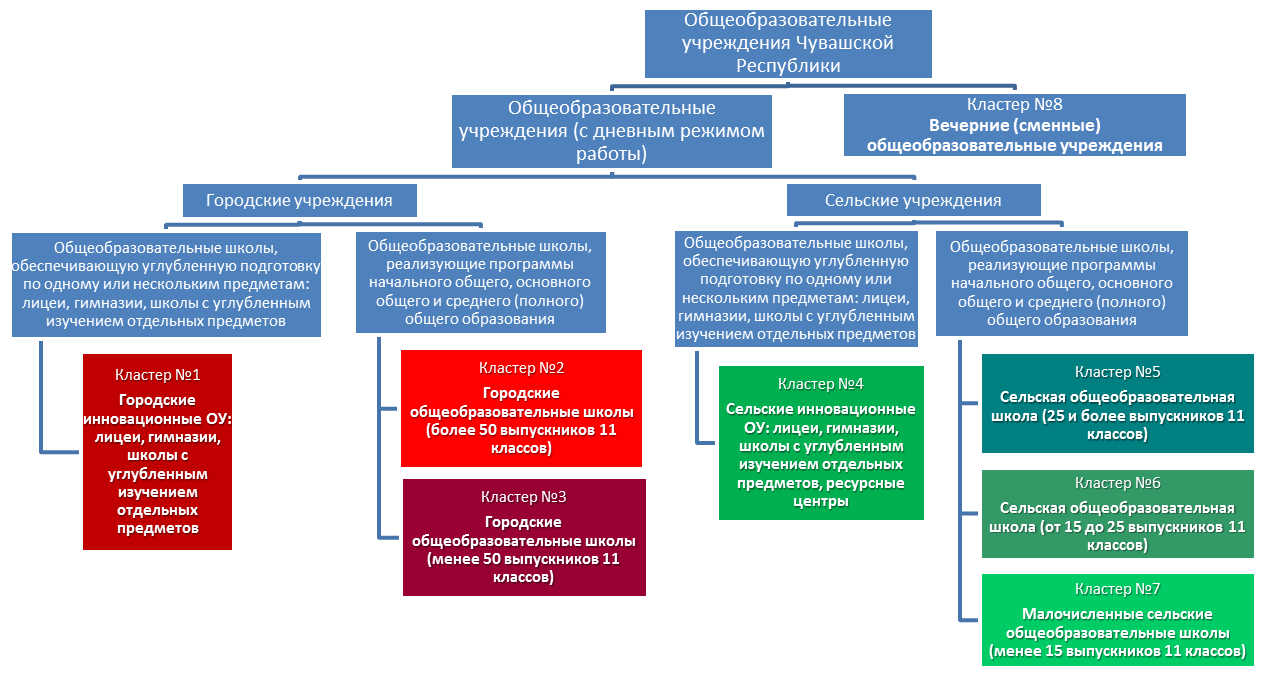 Общеобразовательные
учреждения Чувашской
Республики
Общеобразовательные
учреждения (с дневным режимом
работы)
Кластер №8
Вечерние (сменные)
общеобразовательные учреждения
Городские учреждения
Сельские учреждения
Общеобразовательные школы,
обеспечивающую углубленную подготовку
по одному или нескольким предметам:
лицеи, гимназии, школы с углубленным
изучением отдельных предметов
Общеобразовательные школы,
реализующие программы
начального общего, основного
общего и среднего (полного)
общего образования
Общеобразовательные школы,
обеспечивающую углубленную
подготовку по одному или
нескольким предметам: лицеи,
гимназии, школы с углубленным
изучением отдельных предметов
Общеобразовательные школы,
реализующие программы
начального общего, основного
общего и среднего (полного)
общего образования
Кластер №1
Городские
инновационные ОУ:
лицеи, гимназии,
школы с
углубленным
изучением
отдельных
предметов
Кластер №2
Городские
общеобразовательные школы
(более 50 выпускников 11
классов)
Кластер №3
Городские
общеобразовательные школы
(менее 50 выпускников 11
классов)
Кластер №4
Сельские инновационные
ОУ: лицеи, гимназии,
школы с углубленным
изучением отдельных
предметов, ресурсные
центры
Кластер №5
Сельская общеобразовательная
школа (25 и более выпускников 11
классов)
Кластер №6
Сельская общеобразовательная
школа (от 15 до 25 выпускников 11
классов)
Кластер №7
Малочисленные сельские
общеобразовательные школы
(менее 15 выпускников 11 классов)